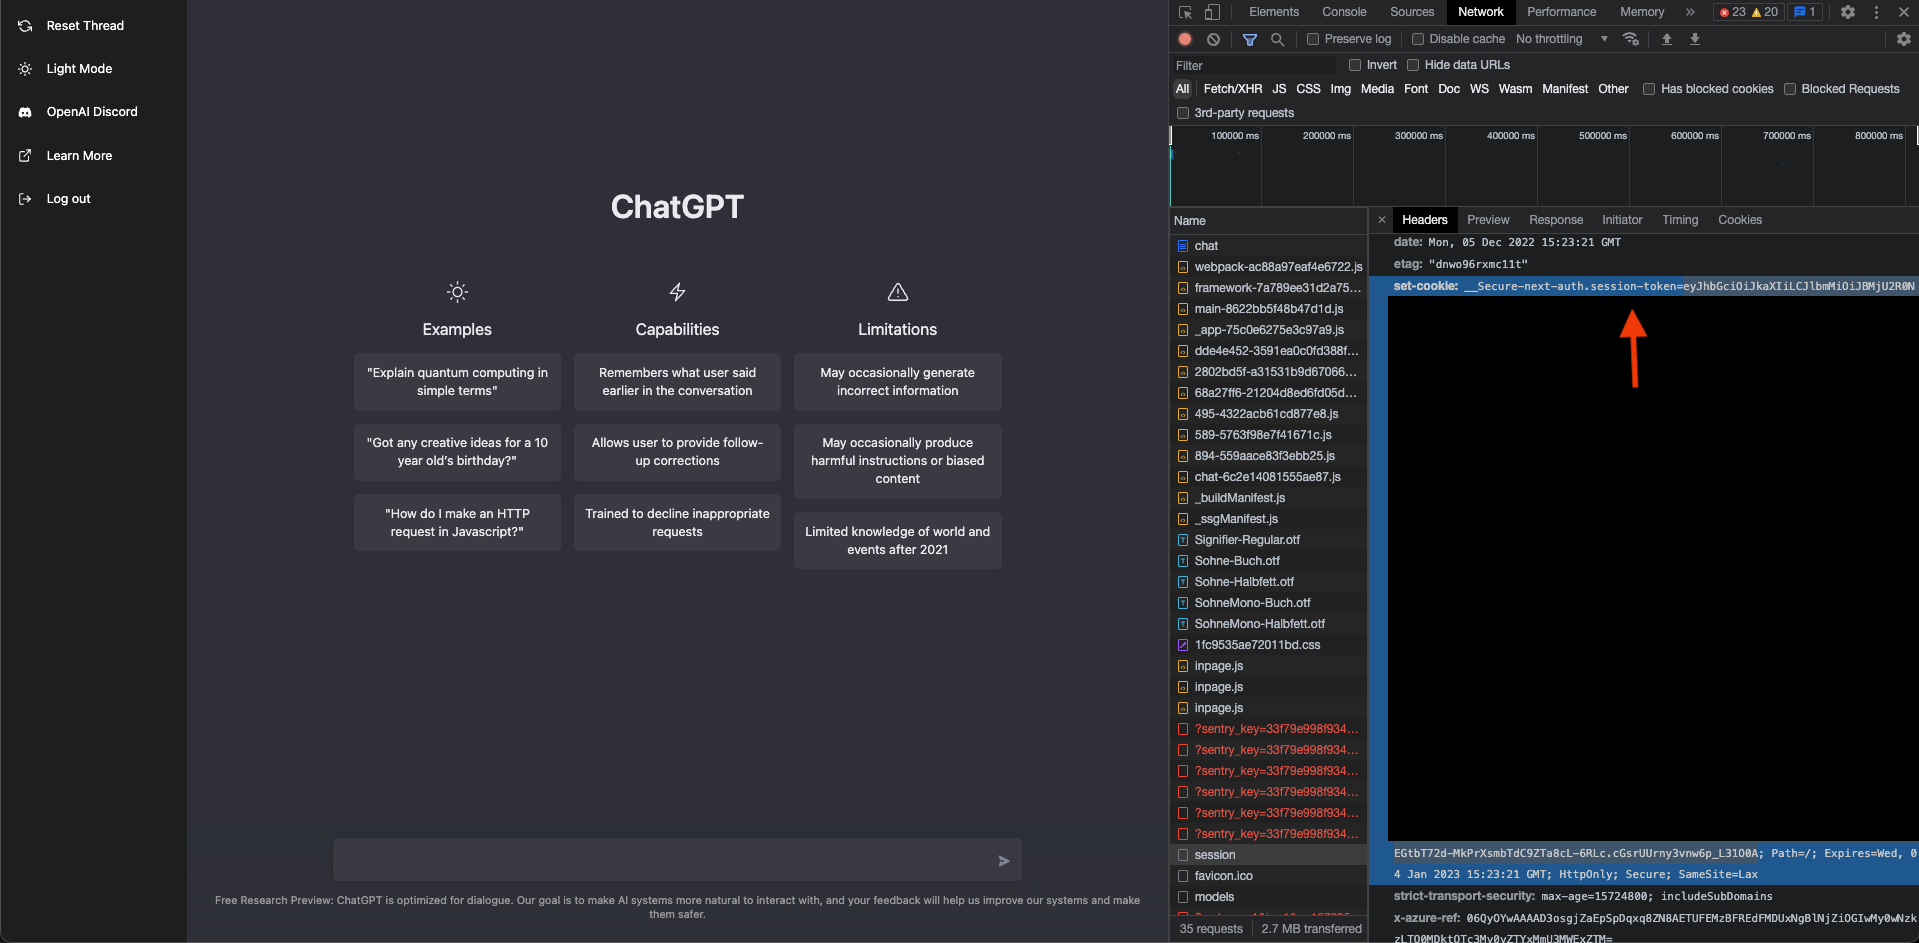 Reset Thread
Light Mode
OpenAI Discord
Learn More
Log out
ChatGPT
Examples
"Explain quantum computing in
simple terms"
"Got any creative ideas for a 10
year old's birthday?"
"How do I make an HTTP
request in Javascript?"
Capabilities
Remembers what user said
earlier in the conversation
Allows user to provide follow-
up corrections
Trained to decline inappropriate
requests
Limitations
May occasionally generate
incorrect information
May occasionally produce
harmful instructions or biased
content
Limited knowledge of world and
events after 2021
Free Research Preview: ChatGPT is optimized for dialogue. Our goal is to make AI systems more natural to interact with, and your feedback will help us improve our systems and make
them safer.
Elements Console Sources Network Performance Memory » 23 20 1
Preserve log Disable cache No throttling
Filter Invert Hide data URLs
All Fetch/XHR JS CSS Img Media Font Doc WS Wasm Manifest Other Has blocked cookies Blocked Requests
3rd-party requests
100000 ms 200000 ms 300000 ms 400000 ms 500000 ms 600000 ms 700000 ms 800000 ms
Name
chat
webpack-ac88a97eaf4e6722.js
framework-7a789ee31d2a75...
main-8622bb5f48b47d1d.js
_app-75c0e6275e3c97a9.js
dde4e452-3591ea0c0fd388f...
2802bd5f-a31531b9d67066...
68a27ff6-21204d8ed6fd05d...
495-4322acb61cd877e8.js
589-5763f98e7f41671c.js
894-559aace83f3ebb25.js
chat-6c2e14081555ae87.js
_buildManifest.js
_ssgManifest.js
Signifier-Regular.otf
Sohne-Buch.otf
Sohne-Halbfett.otf
SohneMono-Buch.otf
SohneMono-Halbfett.otf
1fc9535ae72011bd.css
inpage.js
inpage.js
inpage.js
?sentry_key=33f79e998f934...
?sentry_key=33f79e998f934...
?sentry_key=33f79e998f934...
?sentry_key=33f79e998f934...
?sentry_key=33f79e998f934...
?sentry_key=33f79e998f934...
session
favicon.ico
models
35 requests 2.7 MB transferred
Headers Preview Response Initiator Timing Cookies
date: Mon, 05 Dec 2022 15:23:21 GMT
etag: "dnwo96rxmc11t"
set-cookie: __Secure-next-auth.session-token=eyJhbGciOiJkaXIiLCJlbmMiOiJBMjU2R0N
EGtbT72d-MkPrXsmbTdC9ZTa8cL-6RLc.cGsrUUrny3vnw6p_L31O0A; Path=/; Expires=Wed, 0
4 Jan 2023 15:23:21 GMT; HttpOnly; Secure; SameSite=Lax
strict-transport-security: max-age=15724800; includeSubDomains
x-azure-ref: 06QyOYwAAAAD3osgjZaEpSpDqxq8ZN8AETUFEMzBFREdFMDUxNgBlNjZiOGIwMy0wNzk